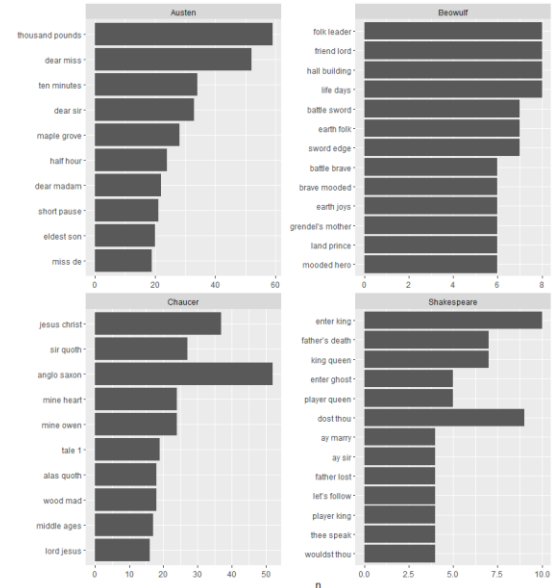 Austen
thousand pounds
dear miss
ten minutes
dear sir
maple grove
half hour
dear madam
short pause
eldest son
miss de
0 20 40 60
Beowulf
folk leader
friend lord
hall building
life days
battle sword
earth folk
sword edge
battle brave
brave mooded
earth joys
grendel's mother
land prince
mooded hero
0 2 4 6 8
Chaucer
jesus christ
sir quoth
anglo saxon
mine heart
mine owen
tale 1
alas quoth
wood mad
middle ages
lord jesus
0 10 20 30 40 50
Shakespeare
enter king
father's death
king queen
enter ghost
player queen
dost thou
ay marry
ay sir
father lost
let's follow
player king
thee speak
wouldst thou
0.0 2.5 5.0 7.5 10.0
n